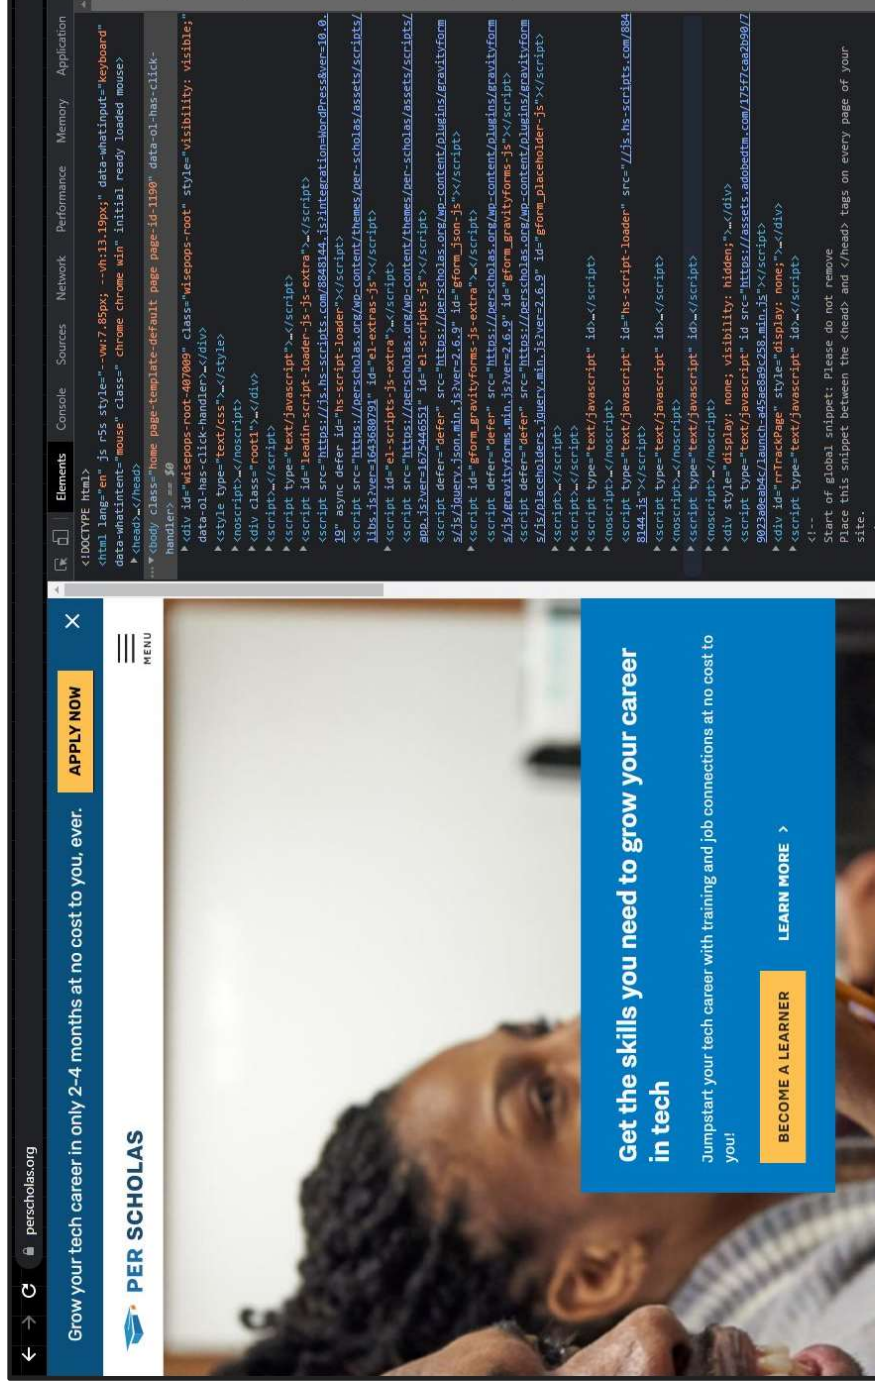 perscholas.org
Grow your tech career in only 2-4 months at no cost to you, ever.
APPLY NOW
PER SCHOLAS
MENU
Get the skills you need to grow your career
in tech
Jumpstart your tech career with training and job connections at no cost to
you!
BECOME A LEARNER
LEARN MORE >
Elements Console Sources Network Performance Memory Application
<!DOCTYPE html>
<html lang="en" js r5s style="--vw:7.85px; --vh:13.19px;" data-whatinput="keyboard"
data-whatintent="mouse" class=" chrome chrome win" initial ready loaded mouse>
▸<head>…</head>
…▾<body class="home page-template-default page page-id-1190" data-ol-has-click-
handler> == $0
▸<div id="wisepops-root-407009" class="wisepops-root" style="visibility: visible;"
data-ol-has-click-handler>…</div>
▸<style type="text/css">…</style>
▸<noscript>…</noscript>
▸<div class="root1">…</div>
▸<script>…</script>
▸<script type="text/javascript">…</script>
▸<script id="leadin-script-loader-js-js-extra">…</script>
<script src="https://js.hs-scripts.com/8848144.js?integration=WordPress&ver=10.0.
19" async defer id="hs-script-loader"></script>
<script src="https://perscholas.org/wp-content/themes/per-scholas/assets/scripts/
libs.js?ver=1643680791" id="el-extras-js"></script>
▸<script id="el-scripts-js-extra">…</script>
<script src="https://perscholas.org/wp-content/themes/per-scholas/assets/scripts/
app.js?ver=1675446551" id="el-scripts-js"></script>
<script defer="defer" src="https://perscholas.org/wp-content/plugins/gravityform
s/js/jquery.json.min.js?ver=2.6.9" id="gform_json-js"></script>
▸<script id="gform_gravityforms-js-extra">…</script>
<script defer="defer" src="https://perscholas.org/wp-content/plugins/gravityform
s/js/gravityforms.min.js?ver=2.6.9" id="gform_gravityforms-js"></script>
<script defer="defer" src="https://perscholas.org/wp-content/plugins/gravityform
s/js/placeholders.jquery.min.js?ver=2.6.9" id="gform_placeholder-js"></script>
▸<script>…</script>
▸<script>…</script>
▸<script type="text/javascript" id>…</script>
▸<noscript>…</noscript>
<script type="text/javascript" id="hs-script-loader" src="//js.hs-scripts.com/884
8144.js"></script>
▸<script type="text/javascript" id>…</script>
▸<noscript>…</noscript>
▸<script type="text/javascript" id>…</script>
▸<noscript>…</noscript>
▸<div style="display: none; visibility: hidden;">…</div>
<script type="text/javascript" id src="https://assets.adobedtm.com/175f7caa2b90/7
9023a0eab4c/launch-a45ae8a9c258.min.js"></script>
▸<div id="rrTrackPage" style="display: none;">…</div>
▸<script type="text/javascript" id>…</script>
<!--
Start of global snippet: Please do not remove
Place this snippet between the <head> and </head> tags on every page of your
site.